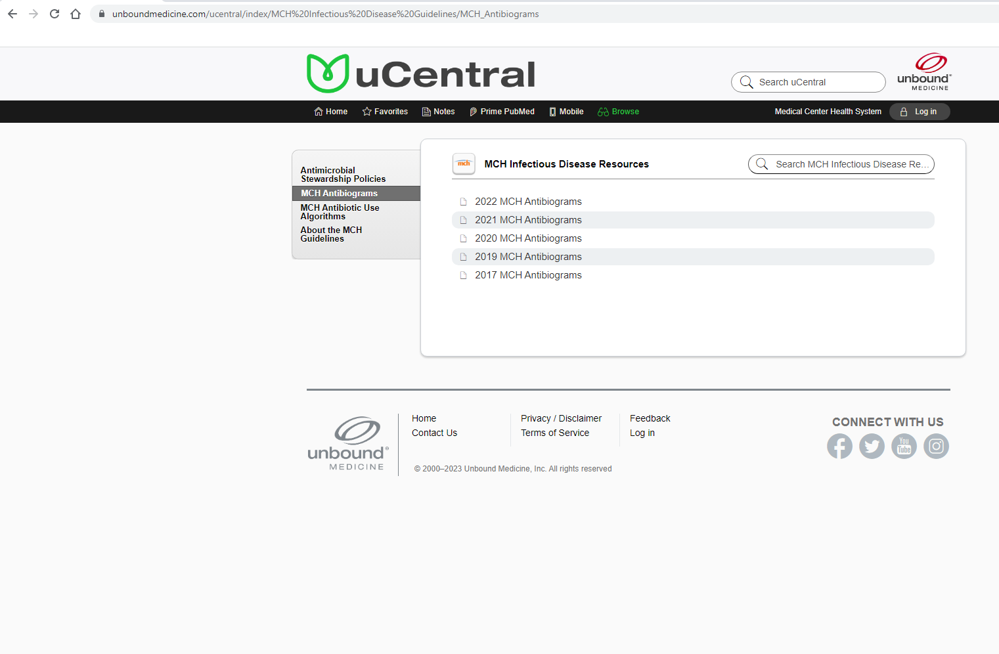 unboundmedicine.com/ucentral/index/MCH%20Infectious%20Disease%20Guidelines/MCH_Antibiograms
uCentral
Search uCentral
unbound®
MEDICINE
Home Favorites Notes Prime PubMed Mobile Browse Medical Center Health System Log in
Antimicrobial
Stewardship Policies
MCH Antibiograms
MCH Antibiotic Use
Algorithms
About the MCH
Guidelines
mch MCH Infectious Disease Resources Search MCH Infectious Disease Re...
2022 MCH Antibiograms
2021 MCH Antibiograms
2020 MCH Antibiograms
2019 MCH Antibiograms
2017 MCH Antibiograms
unbound®
MEDICINE
Home
Contact Us
Privacy / Disclaimer
Terms of Service
Feedback
Log in
© 2000–2023 Unbound Medicine, Inc. All rights reserved
CONNECT WITH US
You
Tube